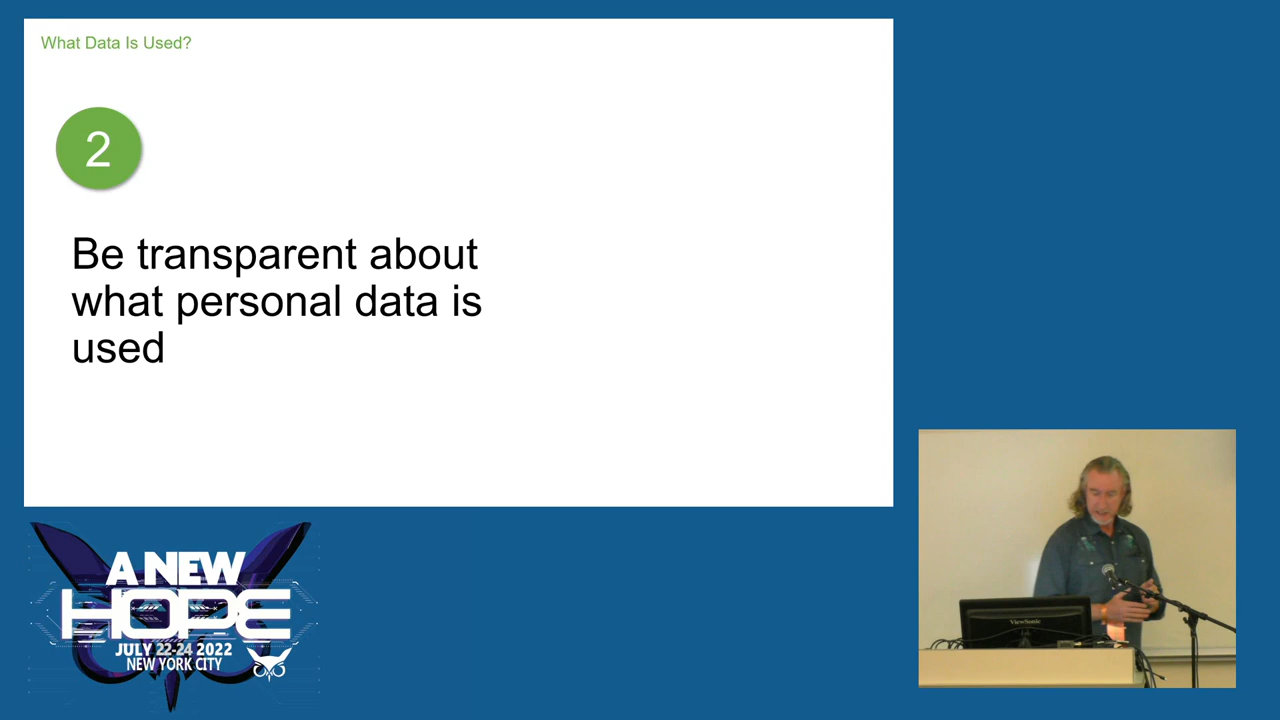 What Data Is Used?
2
Be transparent about
what personal data is
used
A NEW
HOPE
JULY 22-24 2022
NEW YORK CITY
ViewSonic